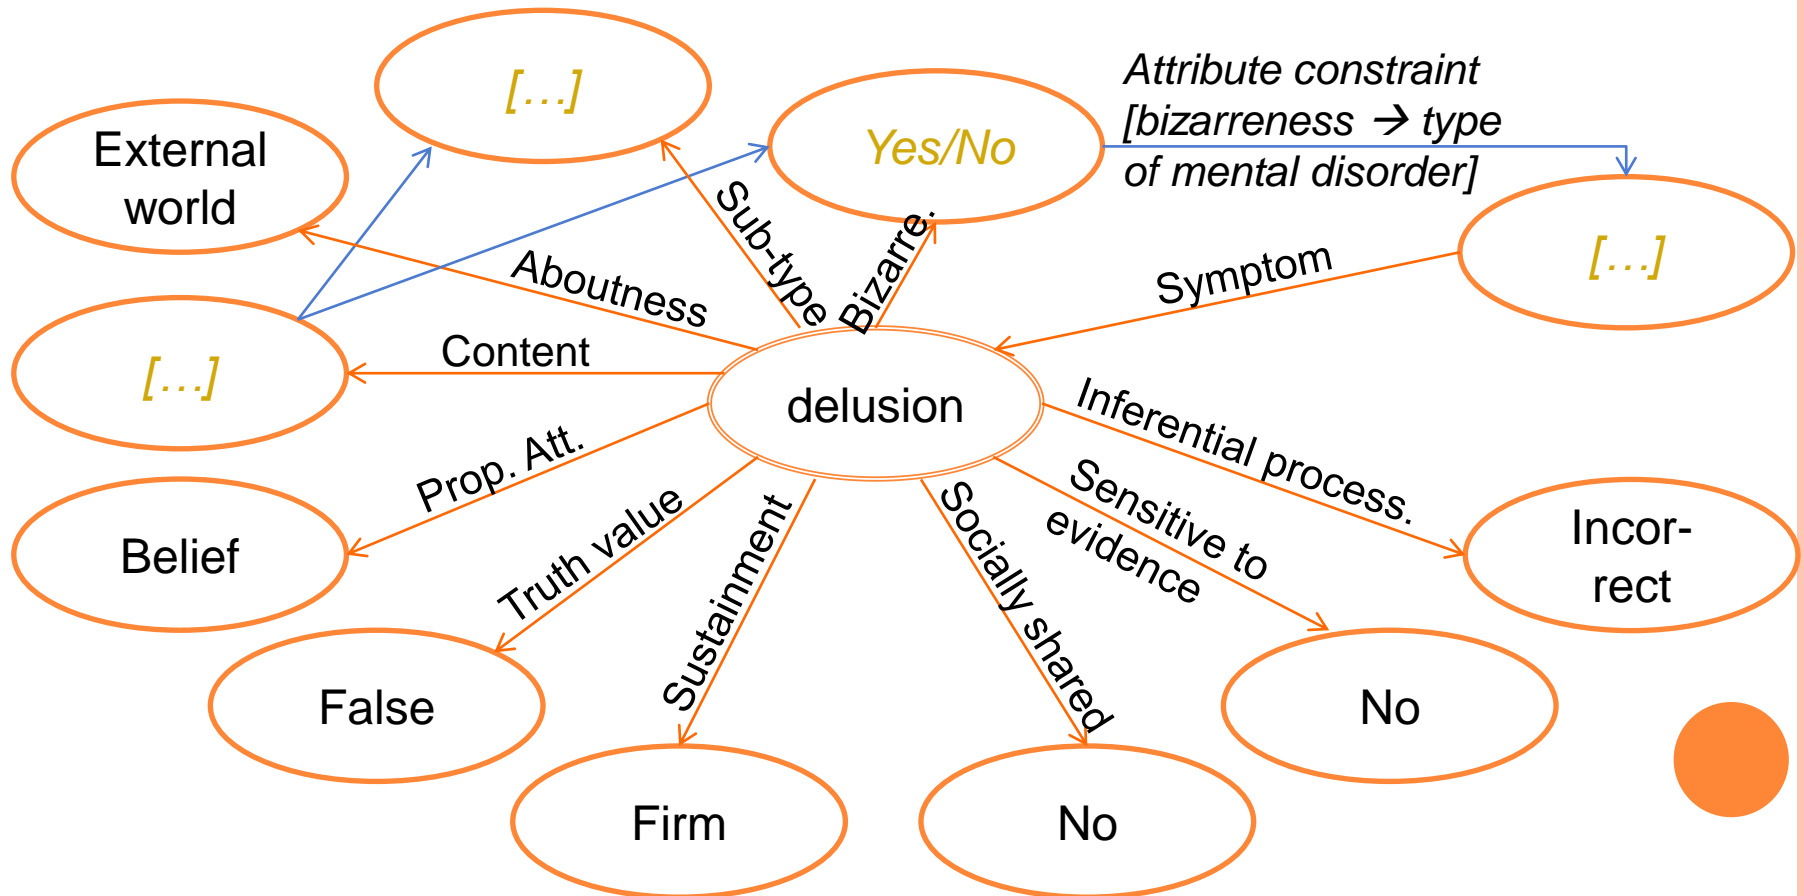 […]
Attribute constraint
[bizarreness → type
of mental disorder]
External
world
Yes/No
Sub-type
Bizarre.
[…]
Aboutness
Symptom
Content
[…]
delusion
Inferential process.
Prop. Att.
Sensitive to
evidence
Belief
Truth value
Sustainment
Socially shared
Incor-
rect
False
No
Firm
No